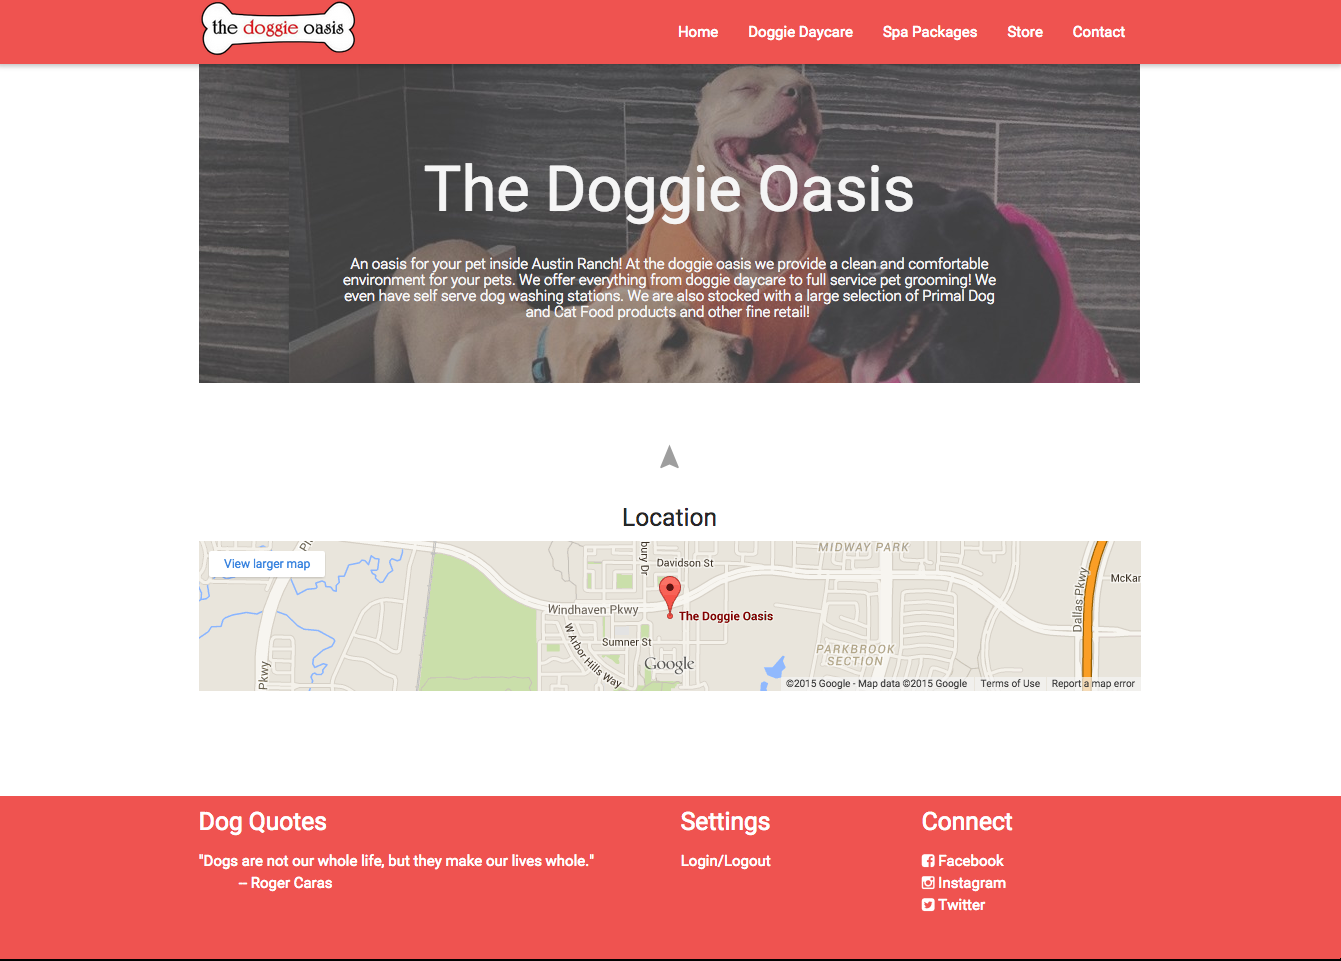 the doggie oasis
Home Doggie Daycare Spa Packages Store Contact
The Doggie Oasis
An oasis for your pet inside Austin Ranch! At the doggie oasis we provide a clean and comfortable
environment for your pets. We offer everything from doggie daycare to full service pet grooming! We
even have self serve dog washing stations. We are also stocked with a large selection of Primal Dog
and Cat Food products and other fine retail!
Location
View larger map
MIDWAY PARK
Davidson St
bury Dr
McKar
Dallas Pkwy
Windhaven Pkwy
The Doggie Oasis
W Arbor Hills Way
Sumner St
PARKBROOK
SECTION
Google
Pkwy
©2015 Google - Map data ©2015 Google Terms of Use Report a map error
Dog Quotes
"Dogs are not our whole life, but they make our lives whole."
– Roger Caras
Settings
Login/Logout
Connect
Facebook
Instagram
Twitter